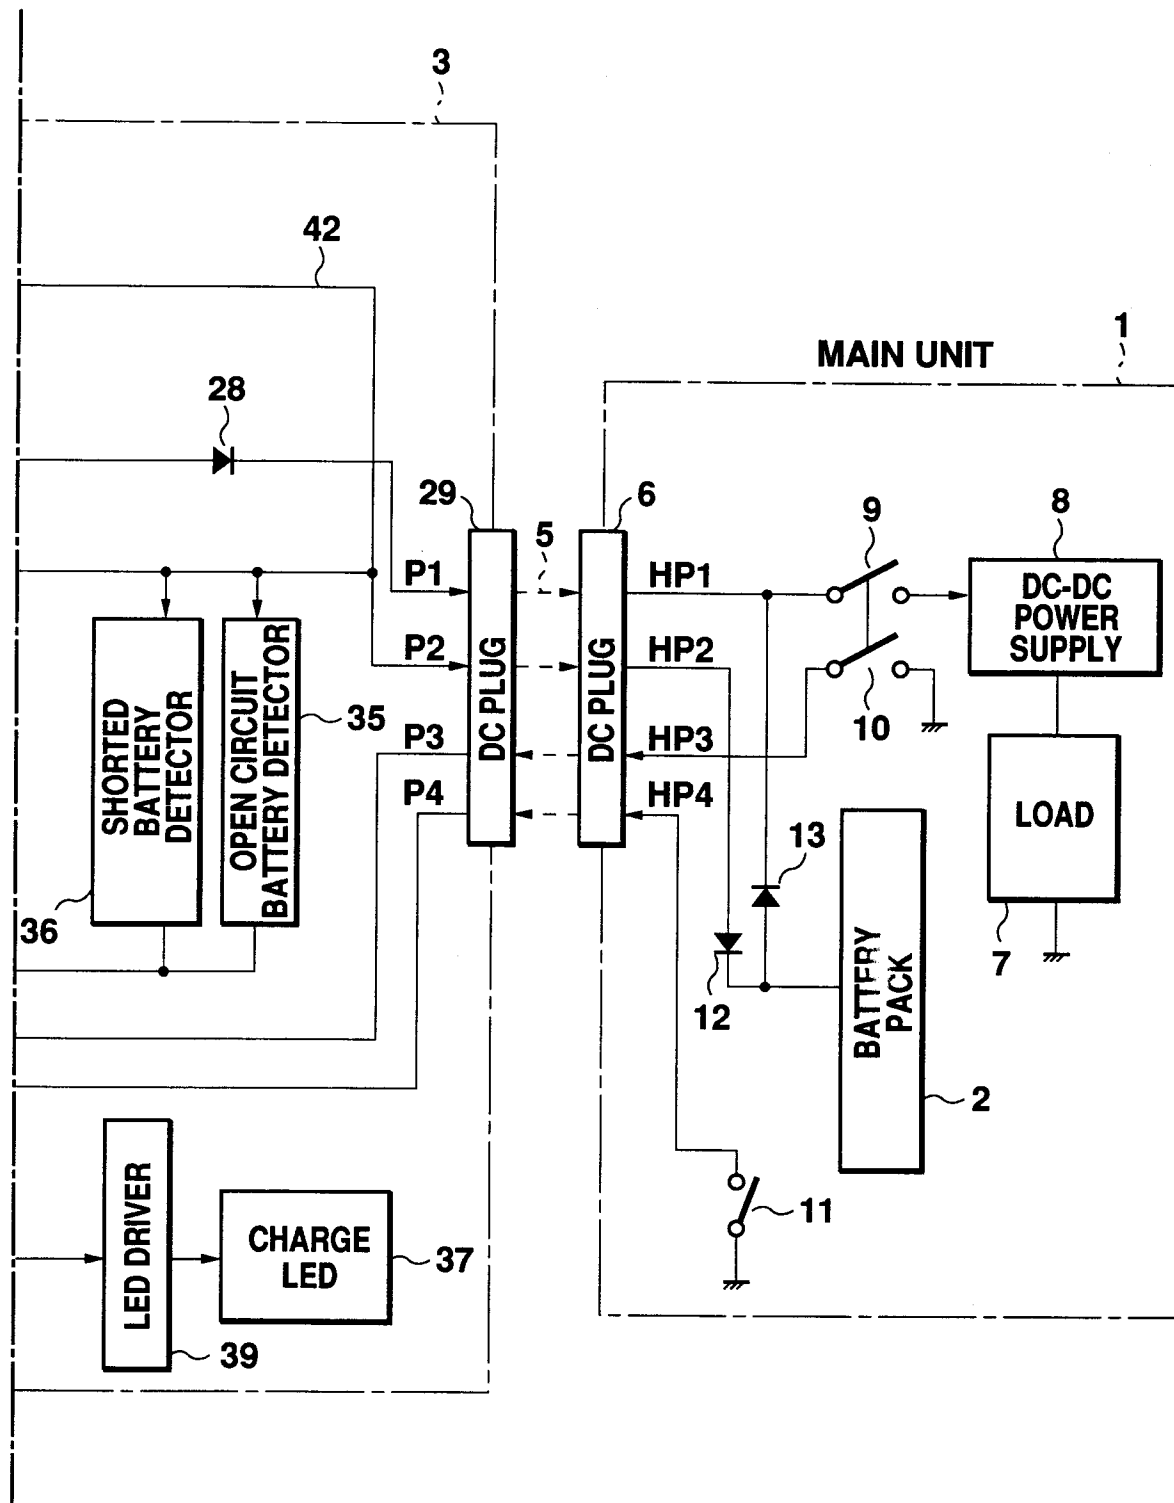 3
42
1
MAIN UNIT
28
29
6
5
9
8
P1
HP1
DC-DC
POWER
SUPPLY
P2
HP2
DC PLUG
DC PLUG
10
SHORTED
BATTERY
DETECTOR
OPEN CIRCUIT
BATTERY DETECTOR
35
P3
HP3
P4
HP4
LOAD
13
36
7
12
BATTERY
PACK
2
LED DRIVER
CHARGE
LED
37
11
39